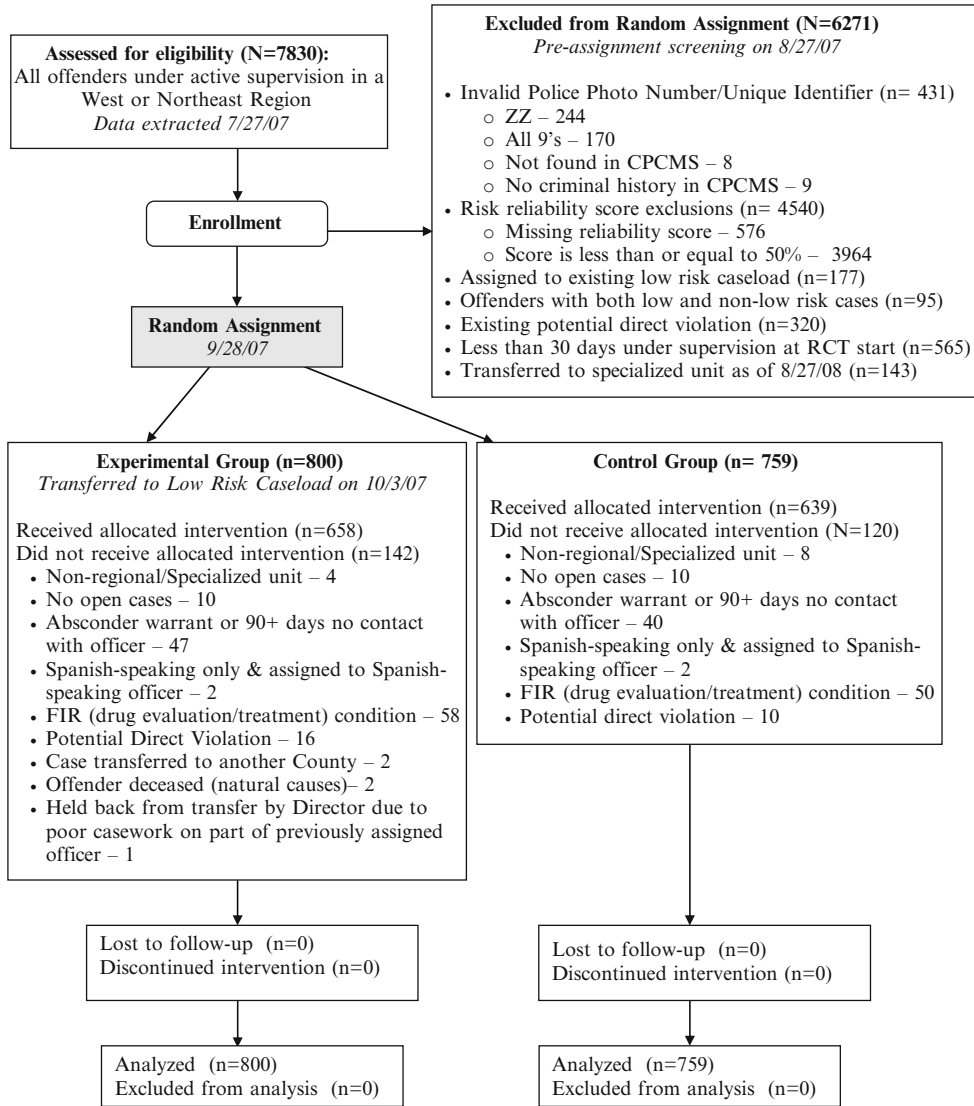 Assessed for eligibility (N=7830):
All offenders under active supervision in a
West or Northeast Region
Data extracted 7/27/07
Excluded from Random Assignment (N=6271)
Pre-assignment screening on 8/27/07
• Invalid Police Photo Number/Unique Identifier (n= 431)
o ZZ – 244
o All 9's – 170
o Not found in CPCMS – 8
o No criminal history in CPCMS – 9
• Risk reliability score exclusions (n= 4540)
o Missing reliability score – 576
o Score is less than or equal to 50% – 3964
• Assigned to existing low risk caseload (n=177)
• Offenders with both low and non-low risk cases (n=95)
• Existing potential direct violation (n=320)
• Less than 30 days under supervision at RCT start (n=565)
• Transferred to specialized unit as of 8/27/08 (n=143)
Enrollment
Random Assignment
9/28/07
Experimental Group (n=800)
Transferred to Low Risk Caseload on 10/3/07
Received allocated intervention (n=658)
Did not receive allocated intervention (n=142)
• Non-regional/Specialized unit – 4
• No open cases – 10
• Absconder warrant or 90+ days no contact
with officer – 47
• Spanish-speaking only & assigned to Spanish-
speaking officer – 2
• FIR (drug evaluation/treatment) condition – 58
• Potential Direct Violation – 16
• Case transferred to another County – 2
• Offender deceased (natural causes)– 2
• Held back from transfer by Director due to
poor casework on part of previously assigned
officer – 1
Control Group (n= 759)
Received allocated intervention (n=639)
Did not receive allocated intervention (N=120)
• Non-regional/Specialized unit – 8
• No open cases – 10
• Absconder warrant or 90+ days no contact
with officer – 40
• Spanish-speaking only & assigned to Spanish-
speaking officer – 2
• FIR (drug evaluation/treatment) condition – 50
• Potential direct violation – 10
Lost to follow-up (n=0)
Discontinued intervention (n=0)
Lost to follow-up (n=0)
Discontinued intervention (n=0)
Analyzed (n=800)
Excluded from analysis (n=0)
Analyzed (n=759)
Excluded from analysis (n=0)